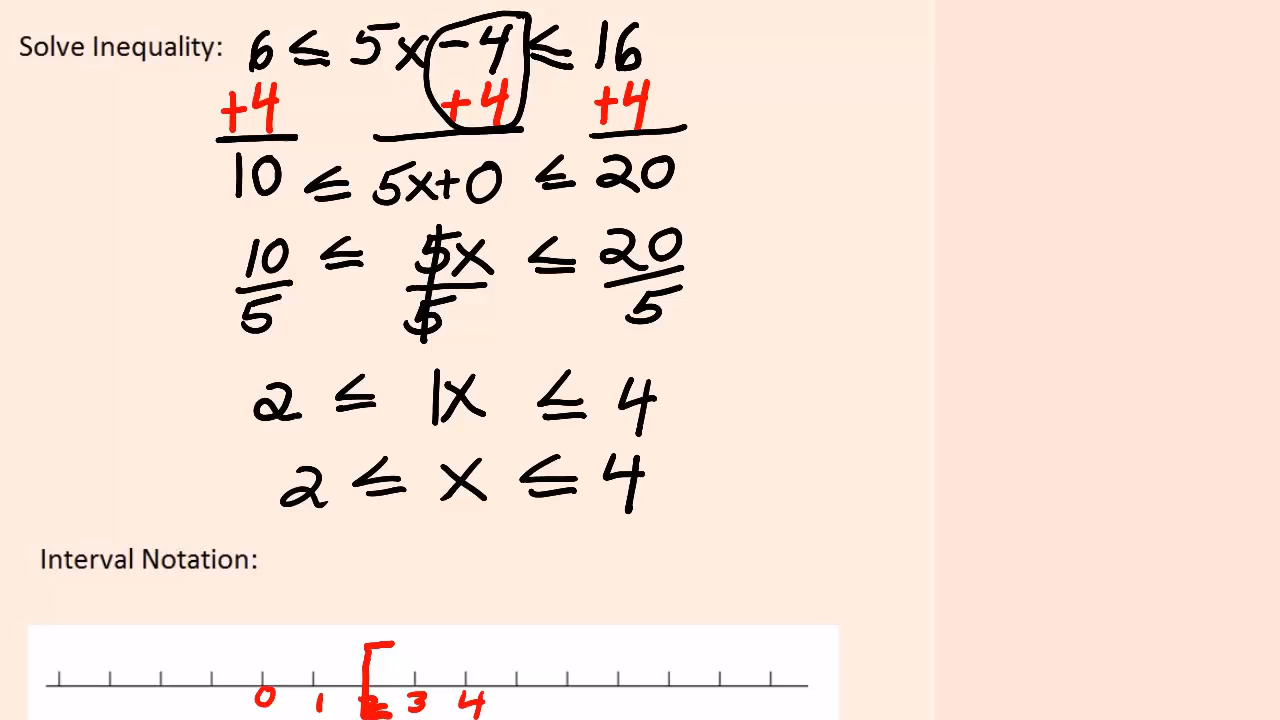 Solve Inequality: 6 ≤ 5x - 4 ≤ 16
+4 +4 +4
10 ≤ 5x+0 ≤ 20
10/5 ≤ 5x/5 ≤ 20/5
2 ≤ 1x ≤ 4
2 ≤ x ≤ 4
Interval Notation:
[
0 1 2 3 4